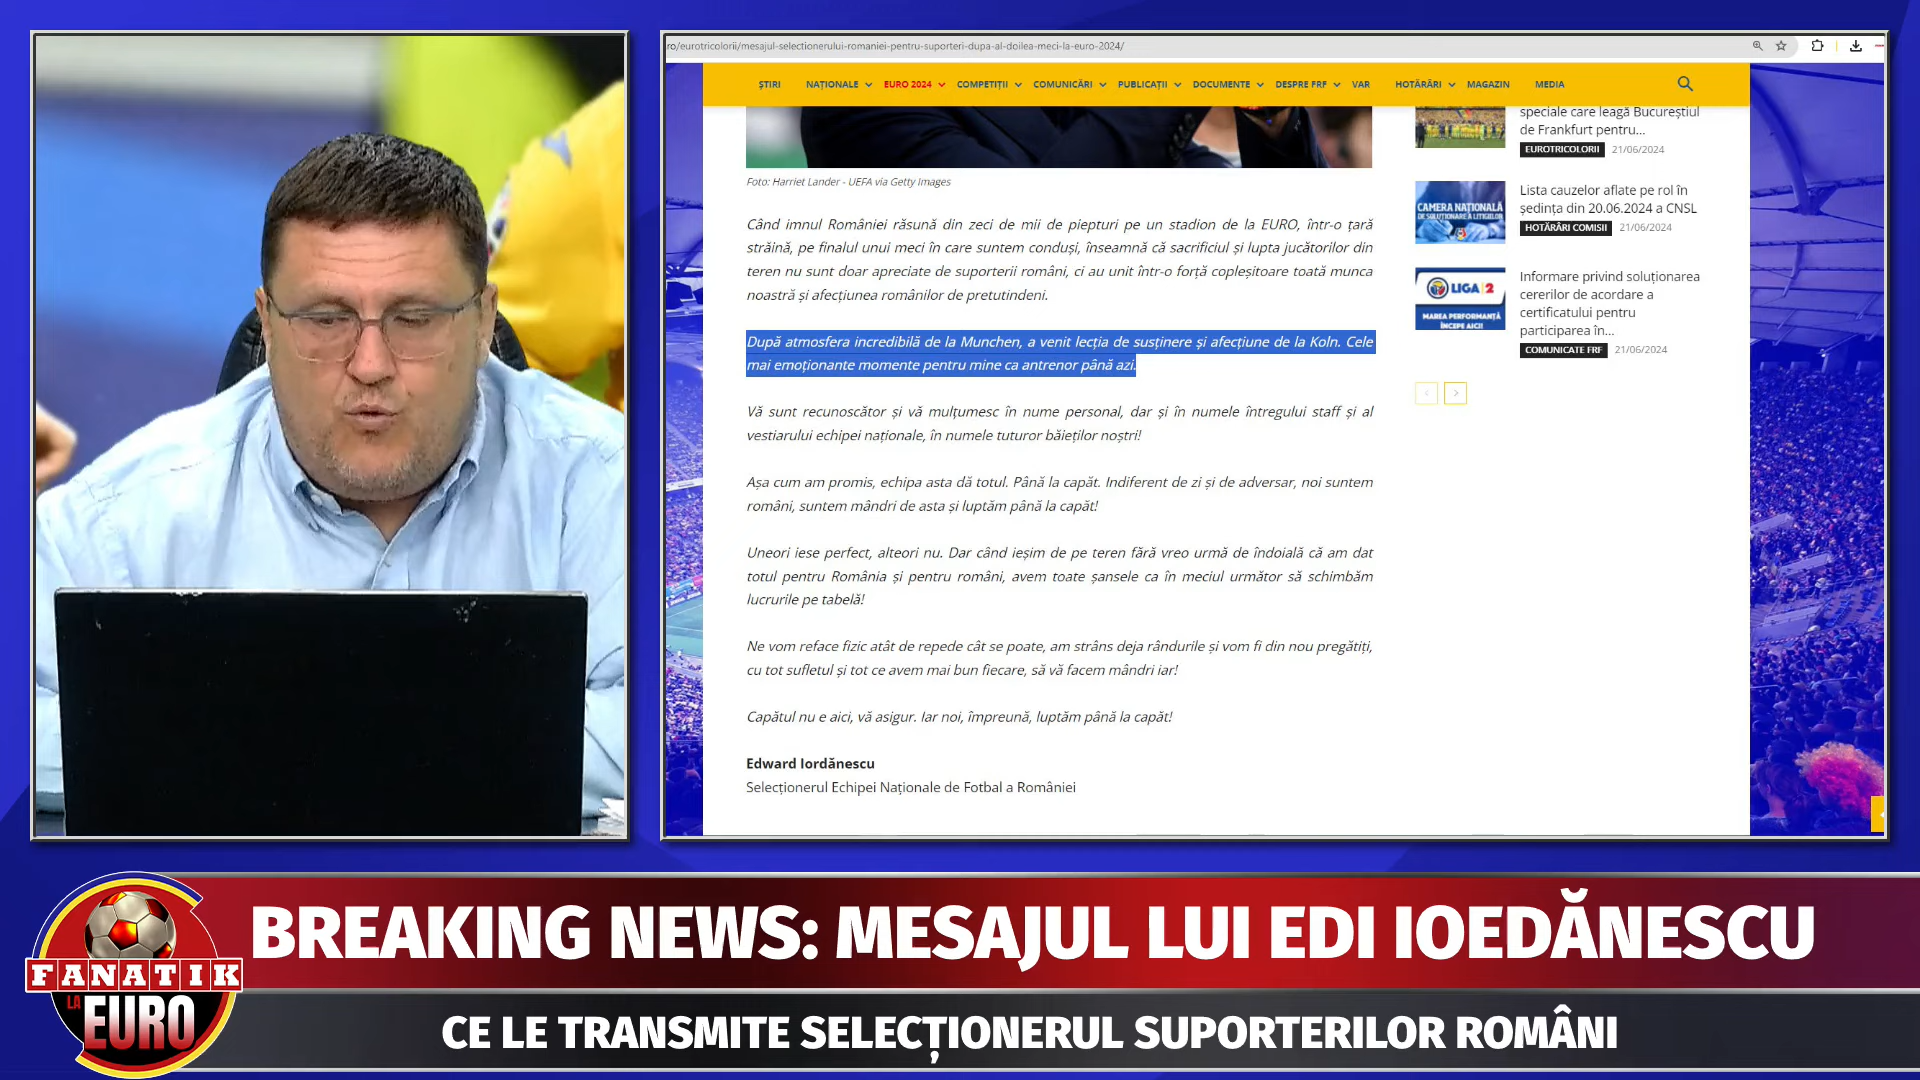 ro/eurotricolorii/mesajul-selectionerului-romaniei-pentru-suporteri-dupa-al-doilea-meci-la-euro-2024/
ȘTIRI NAȚIONALE EURO 2024 COMPETIȚII COMUNICĂRI PUBLICAȚII DOCUMENTE DESPRE FRF VAR HOTĂRÂRI MAGAZIN MEDIA
Foto: Harriet Lander - UEFA via Getty Images
Când imnul României răsună din zeci de mii de piepturi pe un stadion de la EURO, într-o țară
străină, pe finalul unui meci în care suntem conduși, înseamnă că sacrificiul și lupta jucătorilor din
teren nu sunt doar apreciate de suporterii români, ci au unit într-o forță copleșitoare toată munca
noastră și afecțiunea românilor de pretutindeni.
După atmosfera incredibilă de la Munchen, a venit lecția de susținere și afecțiune de la Koln. Cele
mai emoționante momente pentru mine ca antrenor până azi.
Vă sunt recunoscător și vă mulțumesc în nume personal, dar și în numele întregului staff și al
vestiarului echipei naționale, în numele tuturor băieților noștri!
Așa cum am promis, echipa asta dă totul. Până la capăt. Indiferent de zi și de adversar, noi suntem
români, suntem mândri de asta și luptăm până la capăt!
Uneori iese perfect, alteori nu. Dar când ieșim de pe teren fără vreo urmă de îndoială că am dat
totul pentru România și pentru români, avem toate șansele ca în meciul următor să schimbăm
lucrurile pe tabelă!
Ne vom reface fizic atât de repede cât se poate, am strâns deja rândurile și vom fi din nou pregătiți,
cu tot sufletul și tot ce avem mai bun fiecare, să vă facem mândri iar!
Capătul nu e aici, vă asigur. Iar noi, împreună, luptăm până la capăt!
Edward Iordănescu
Selecționerul Echipei Naționale de Fotbal a României
speciale care leagă Bucureștiul
de Frankfurt pentru...
EUROTRICOLORII 21/06/2024
CAMERA NAȚIONALĂ
DE SOLUȚIONARE A LITIGIILOR
Lista cauzelor aflate pe rol în
ședința din 20.06.2024 a CNSL
HOTĂRÂRI COMISII 21/06/2024
LIGA 2
MAREA PERFORMANȚĂ
ÎNCEPE AICI!
Informare privind soluționarea
cererilor de acordare a
certificatului pentru
participarea în...
COMUNICATE FRF 21/06/2024
BREAKING NEWS: MESAJUL LUI EDI IOEDĂNESCU
CE LE TRANSMITE SELECȚIONERUL SUPORTERILOR ROMÂNI
FANATIK
LA
EURO